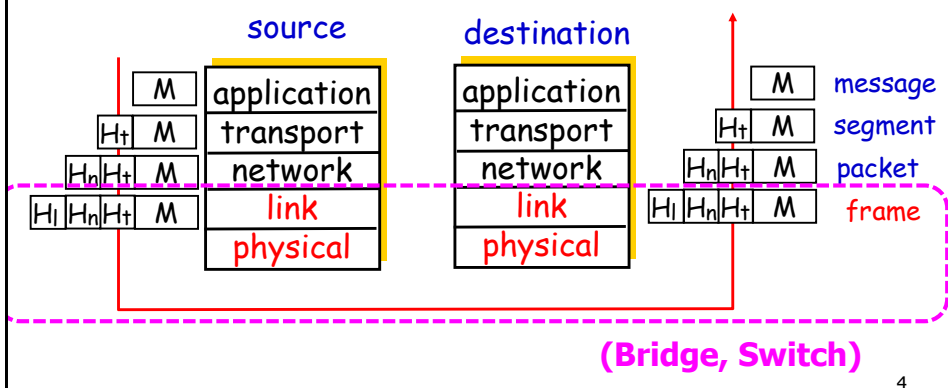 source destination
M application application M message
Ht M transport transport Ht M segment
Hn Ht M network network Hn Ht M packet
Hl Hn Ht M link link Hl Hn Ht M frame
physical physical
(Bridge, Switch)
4